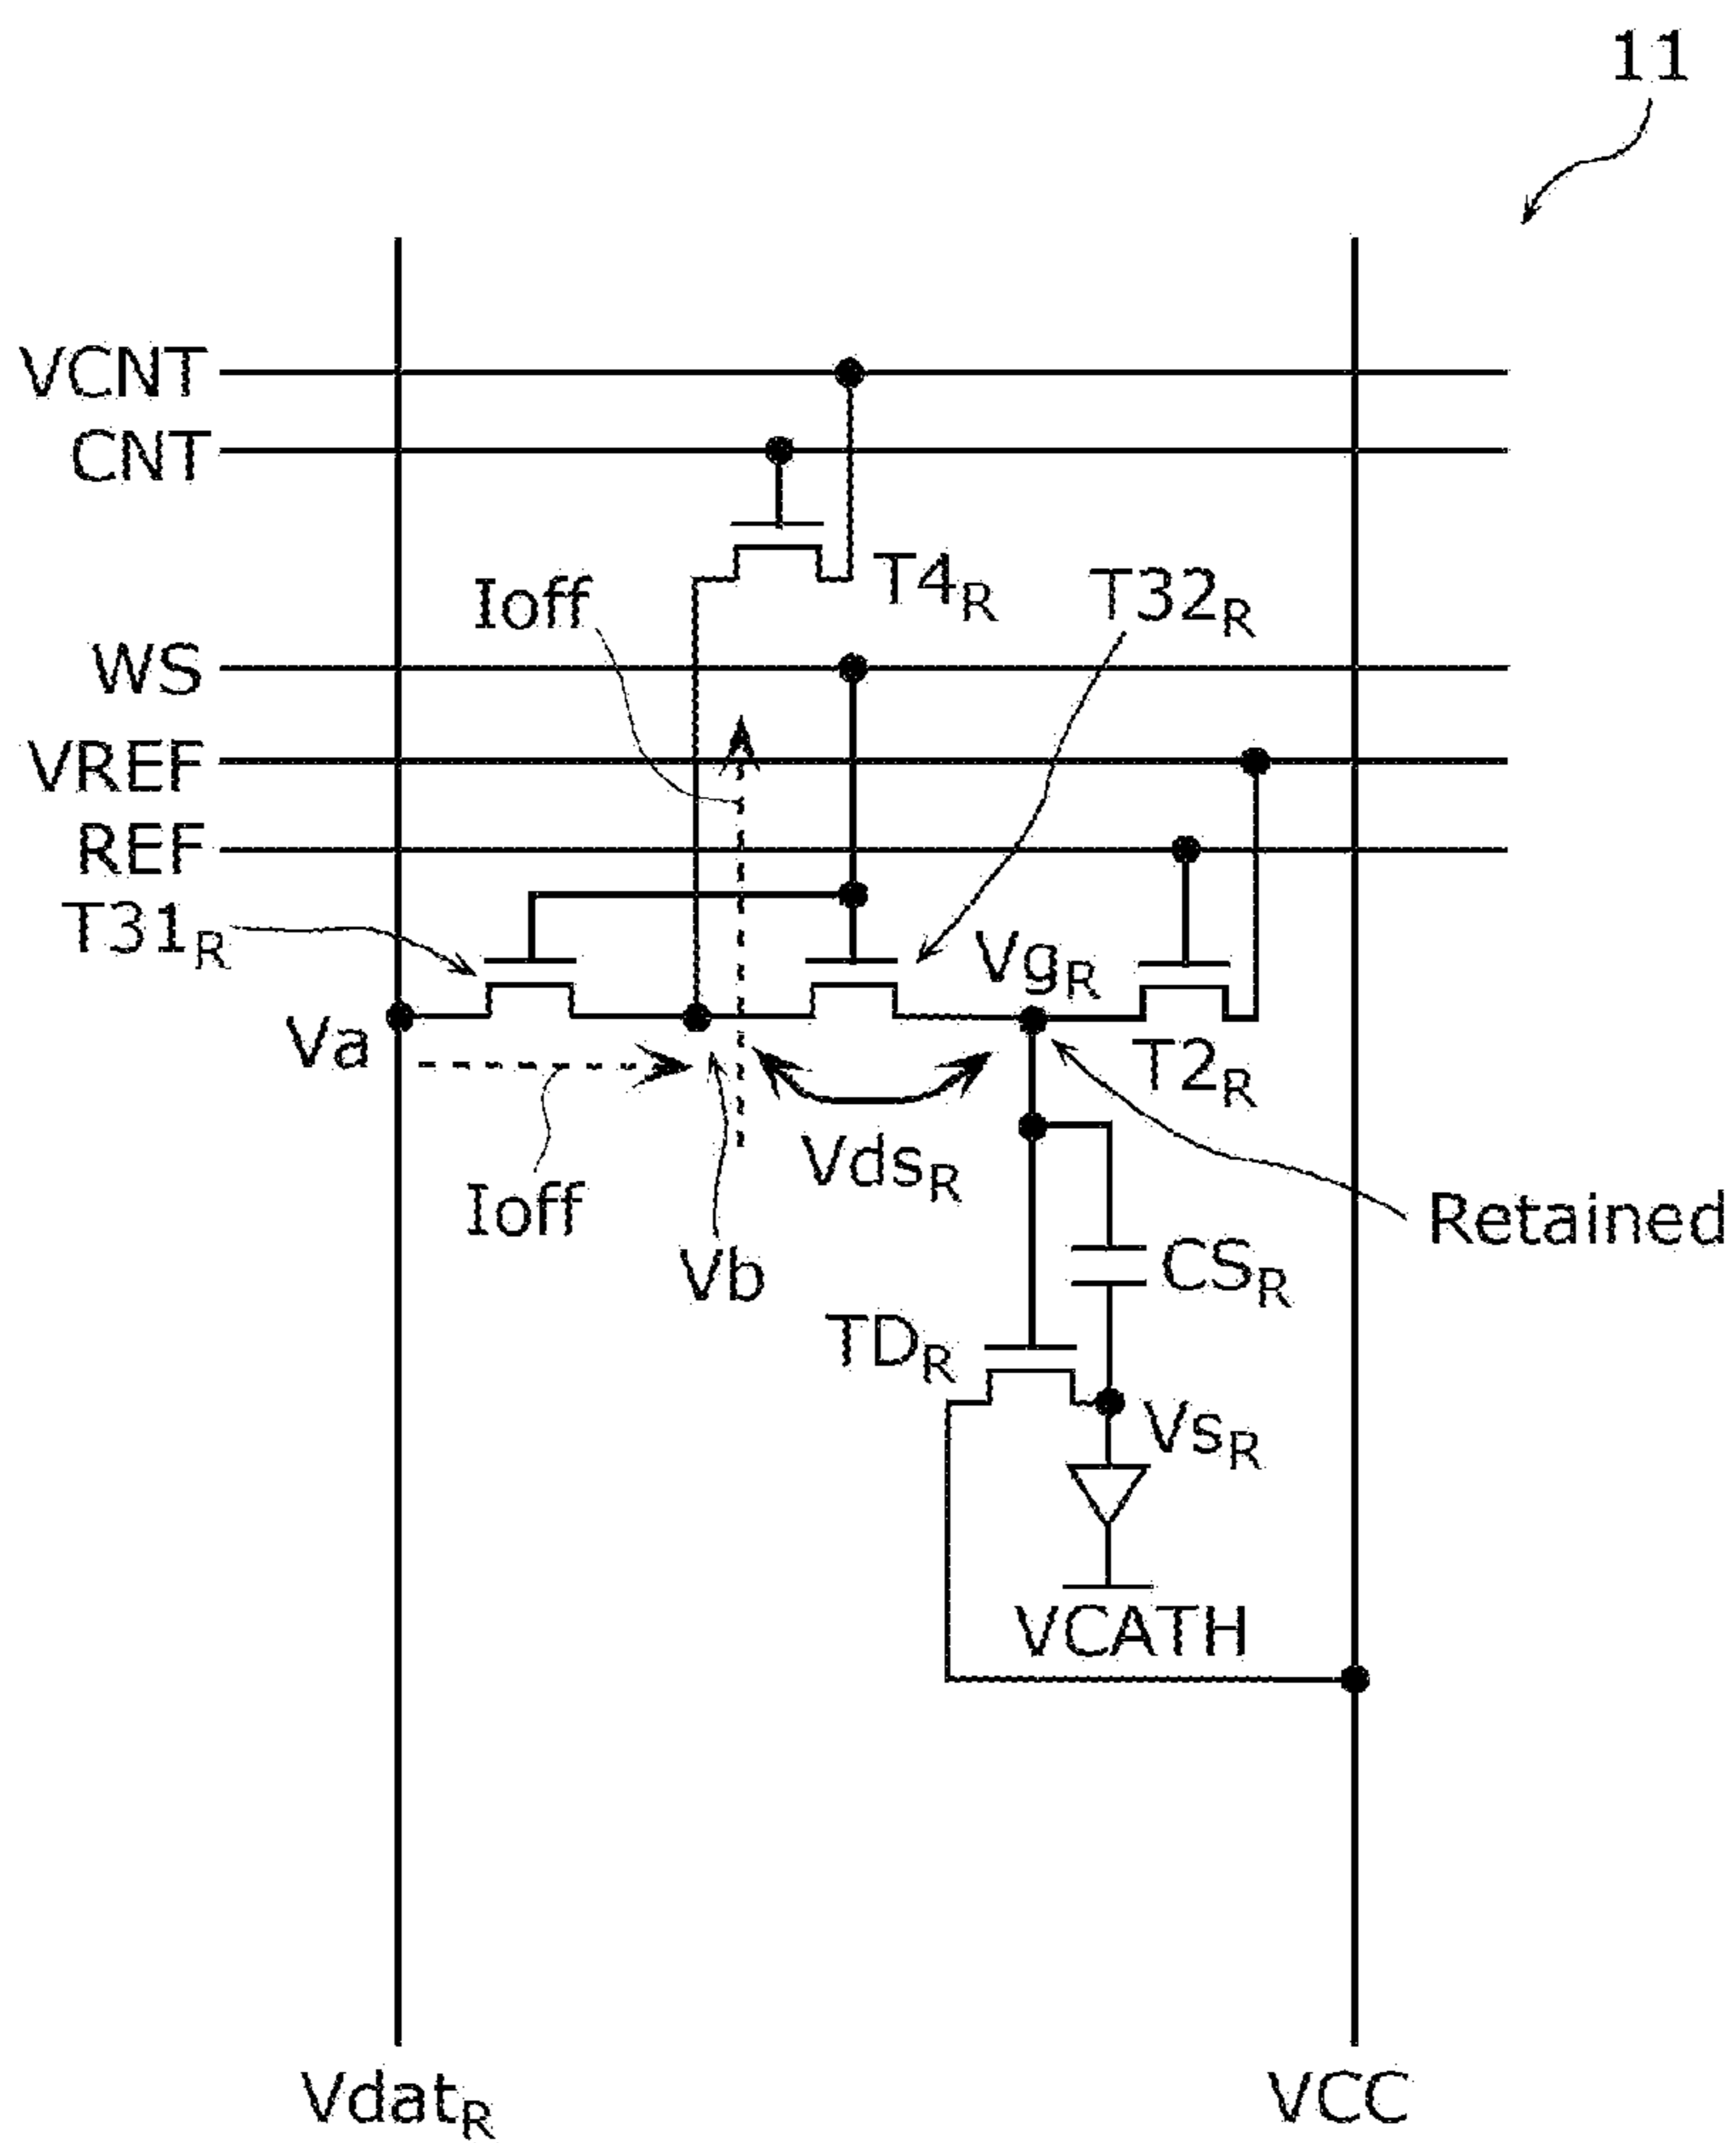 11
VCNT
CNT
T4R
T32R
Ioff
WS
VREF
REF
T31R
VgR
Va
T2R
VdsR
Ioff
Retained
Vb
CSR
TDR
VsR
VCATH
VdatR
VCC